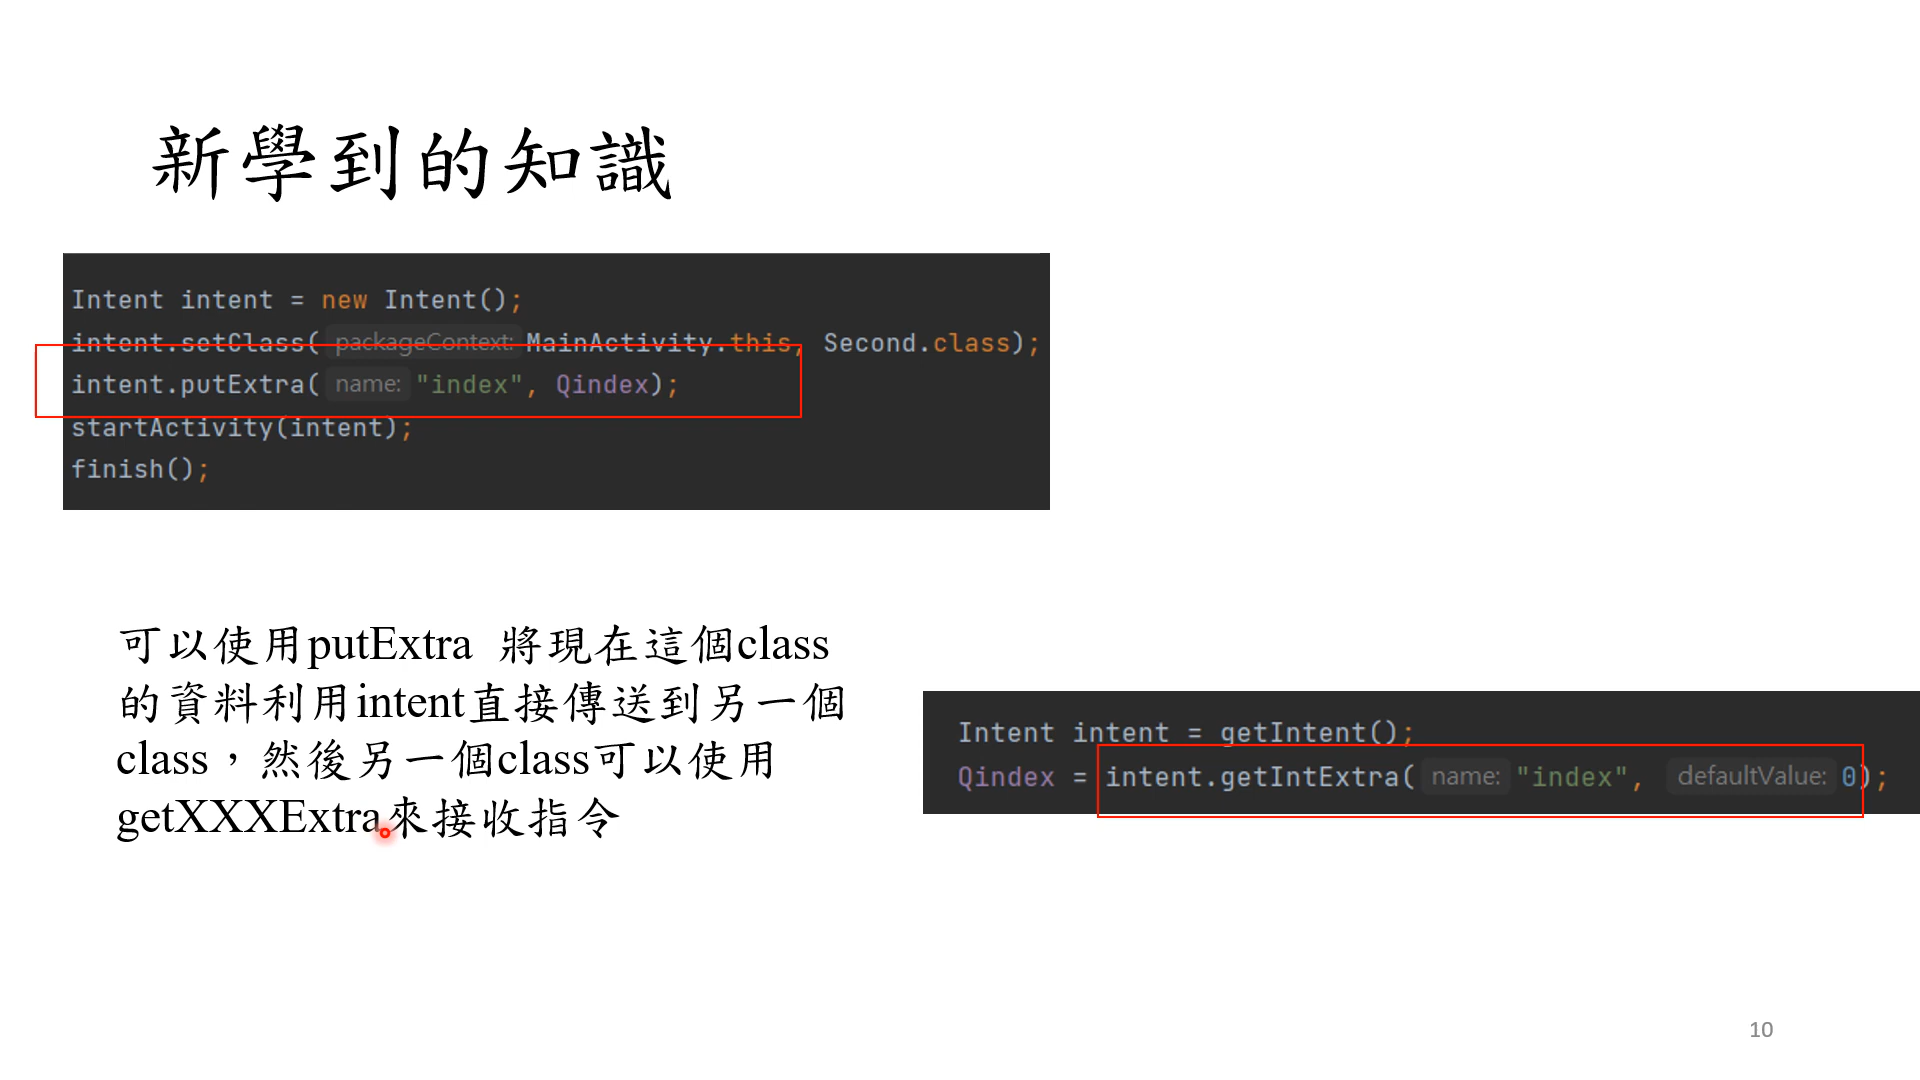 新學到的知識
Intent intent = new Intent();
intent.setClass( packageContext: MainActivity.this, Second.class);
intent.putExtra( name: "index", Qindex);
startActivity(intent);
finish();
可以使用putExtra 將現在這個class
的資料利用intent直接傳送到另一個
class，然後另一個class可以使用
getXXXExtra來接收指令
Intent intent = getIntent();
Qindex = intent.getIntExtra( name: "index", defaultValue: 0);
10